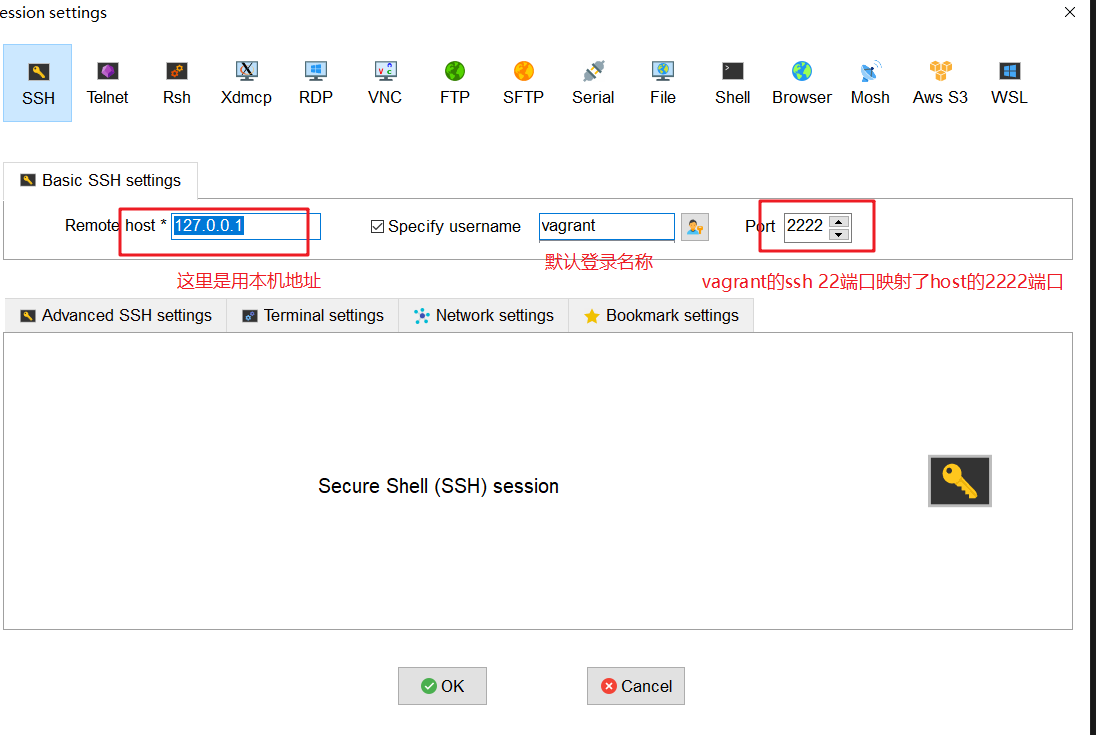 ession settings
SSH
Telnet
Rsh
Xdmcp
RDP
VNC
FTP
SFTP
Serial
File
Shell
Browser
Mosh
Aws S3
WSL
Basic SSH settings
Remote host * 127.0.0.1 Specify username vagrant Port 2222
默认登录名称
这里是用本机地址
vagrant的ssh 22端口映射了host的2222端口
Advanced SSH settings
Terminal settings
Network settings
Bookmark settings
Secure Shell (SSH) session
OK
Cancel